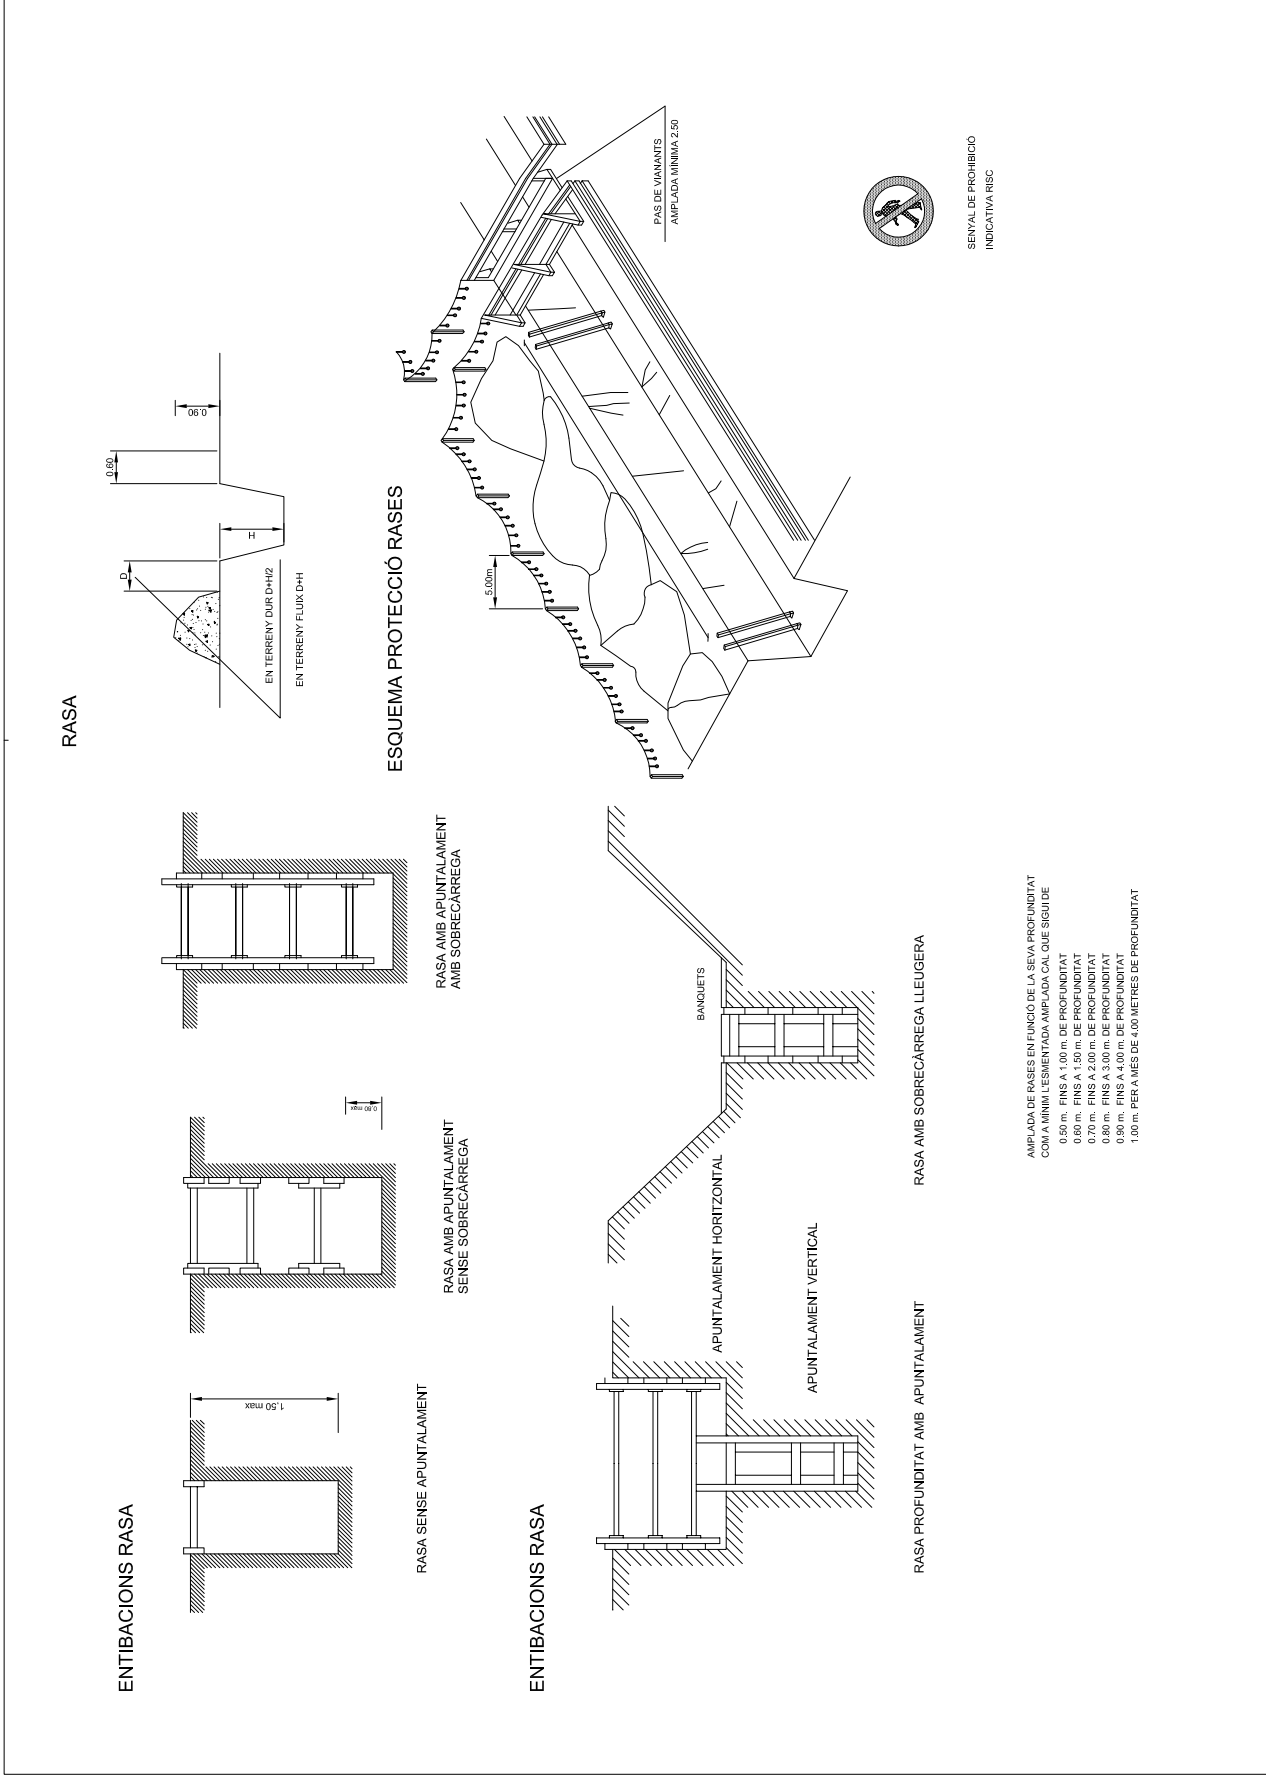 ENTIBACIONS RASA
1,50 max
RASA SENSE APUNTALAMENT
0.80 max
RASA AMB APUNTALAMENT
SENSE SOBRECÀRREGA
RASA AMB APUNTALAMENT
AMB SOBRECÀRREGA
RASA
D
0.60
0.90
H
EN TERRENY DUR D+H/2
EN TERRENY FLUIX D+H
ESQUEMA PROTECCIÓ RASES
5.00m
PAS DE VIANANTS
AMPLADA MÍNIMA 2.50
SENYAL DE PROHIBICIÓ
INDICATIVA RISC
ENTIBACIONS RASA
APUNTALAMENT HORITZONTAL
APUNTALAMENT VERTICAL
RASA PROFUNDITAT AMB APUNTALAMENT
BANQUETS
RASA AMB SOBRECÀRREGA LLEUGERA
AMPLADA DE RASES EN FUNCIÓ DE LA SEVA PROFUNDITAT
COM A MÍNIM L'ESMENTADA AMPLADA CAL QUE SIGUI DE
0.50 m. FINS A 1.00 m. DE PROFUNDITAT
0.60 m. FINS A 1.50 m. DE PROFUNDITAT
0.70 m. FINS A 2.00 m. DE PROFUNDITAT
0.80 m. FINS A 3.00 m. DE PROFUNDITAT
0.90 m. FINS A 4.00 m. DE PROFUNDITAT
1.00 m. PER A MÉS DE 4.00 METRES DE PROFUNDITAT